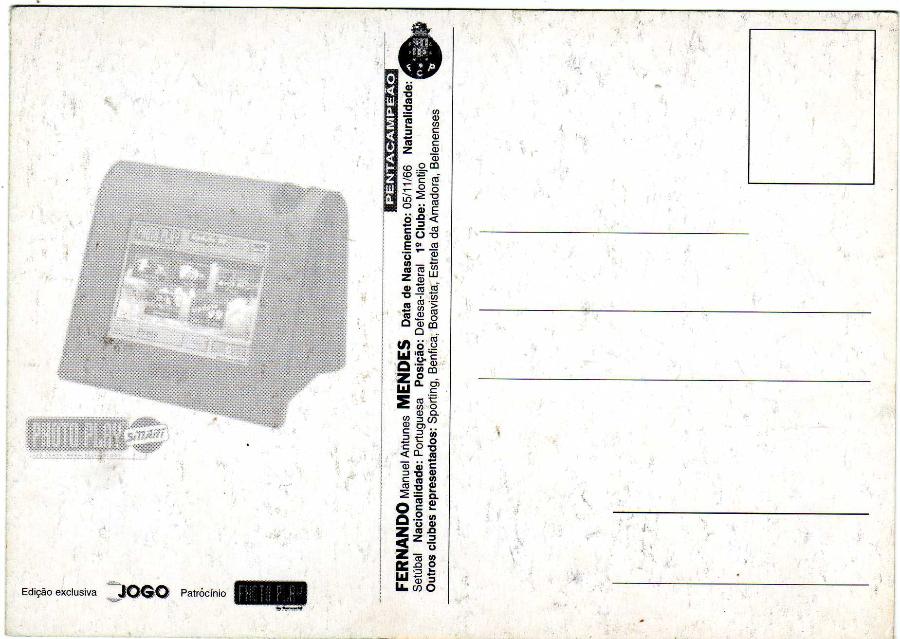 PENTACAMPEÃO
F C P
FERNANDO Manuel Antunes MENDES Data de Nascimento: 05/11/66 Naturalidade:
Setúbal Nacionalidade: Portuguesa Posição: Defesa-lateral 1º Clube: Montijo
Outros clubes representados: Sporting, Benfica, Boavista, Estrela da Amadora, Belenenses
PHOTO PLAY SMART
Edição exclusiva OJOGO Patrócínio PHOTO PLAY